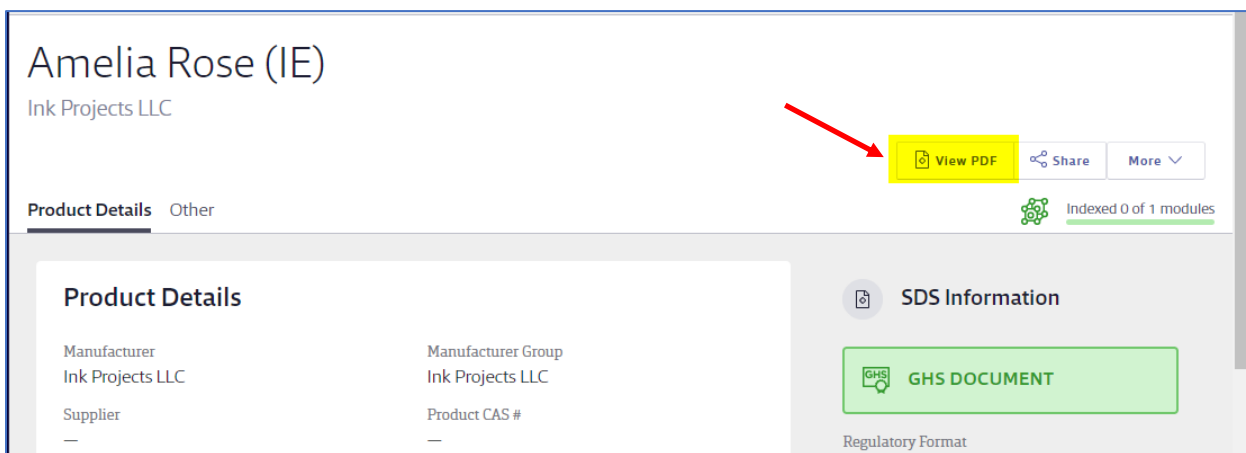 Amelia Rose (IE)
Ink Projects LLC
View PDF
Share
More
Product Details Other
Indexed 0 of 1 modules
Product Details
Manufacturer
Ink Projects LLC
Manufacturer Group
Ink Projects LLC
Supplier
—
Product CAS #
—
SDS Information
GHS
GHS DOCUMENT
Regulatory Format